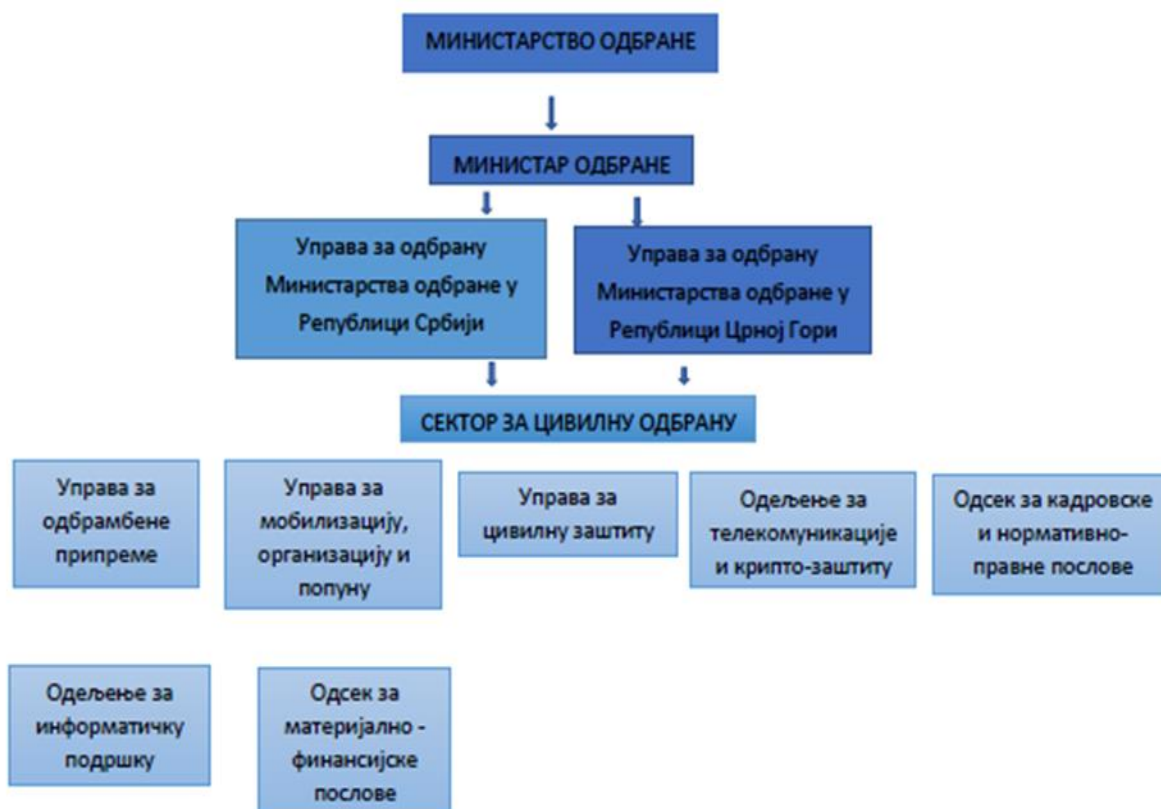 МИНИСТАРСТВО ОДБРАНЕ
МИНИСТАР ОДБРАНЕ
Управа за одбрану
Министарства одбране у
Републици Србији
Управа за одбрану
Министарства одбране у
Републици Црној Гори
СЕКТОР ЗА ЦИВИЛНУ ОДБРАНУ
Управа за
одбрамбене
припреме
Управа за
мобилизацију,
организацију и
попуну
Управа за
цивилну заштиту
Одељење за
телекомуникације
и крипто-заштиту
Одсек за кадровске
и нормативно-
правне послове
Одељење за
информатичку
подршку
Одсек за
материјално -
финансијске
послове